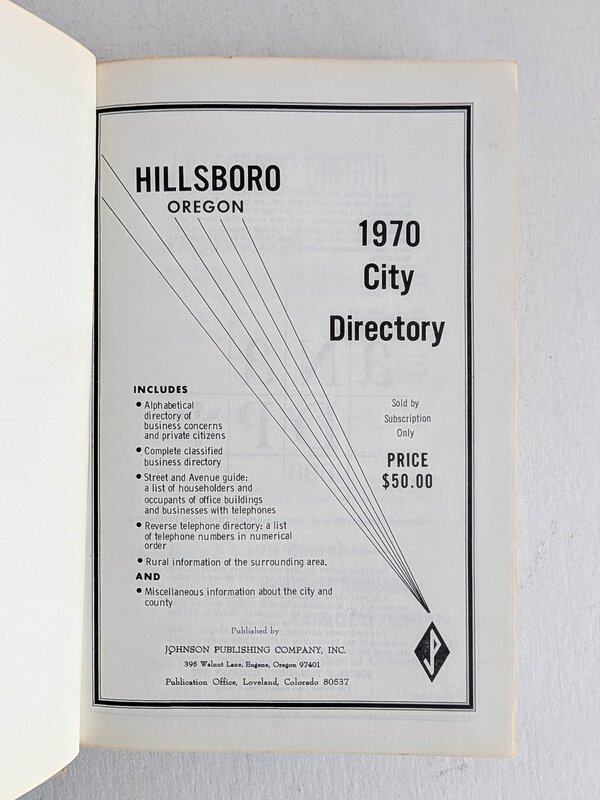 HILLSBORO
OREGON
1970
City
Directory
INCLUDES
• Alphabetical
directory of
business concerns
and private citizens
• Complete classified
business directory
• Street and Avenue guide:
a list of householders and
occupants of office buildings
and businesses with telephones
• Reverse telephone directory: a list
of telephone numbers in numerical
order
• Rural information of the surrounding area.
AND
• Miscellaneous information about the city and
county
Sold by
Subscription
Only
PRICE
$50.00
Published by
JOHNSON PUBLISHING COMPANY, INC.
395 Walnut Lane, Eugene, Oregon 97401
Publication Office, Loveland, Colorado 80537
JP